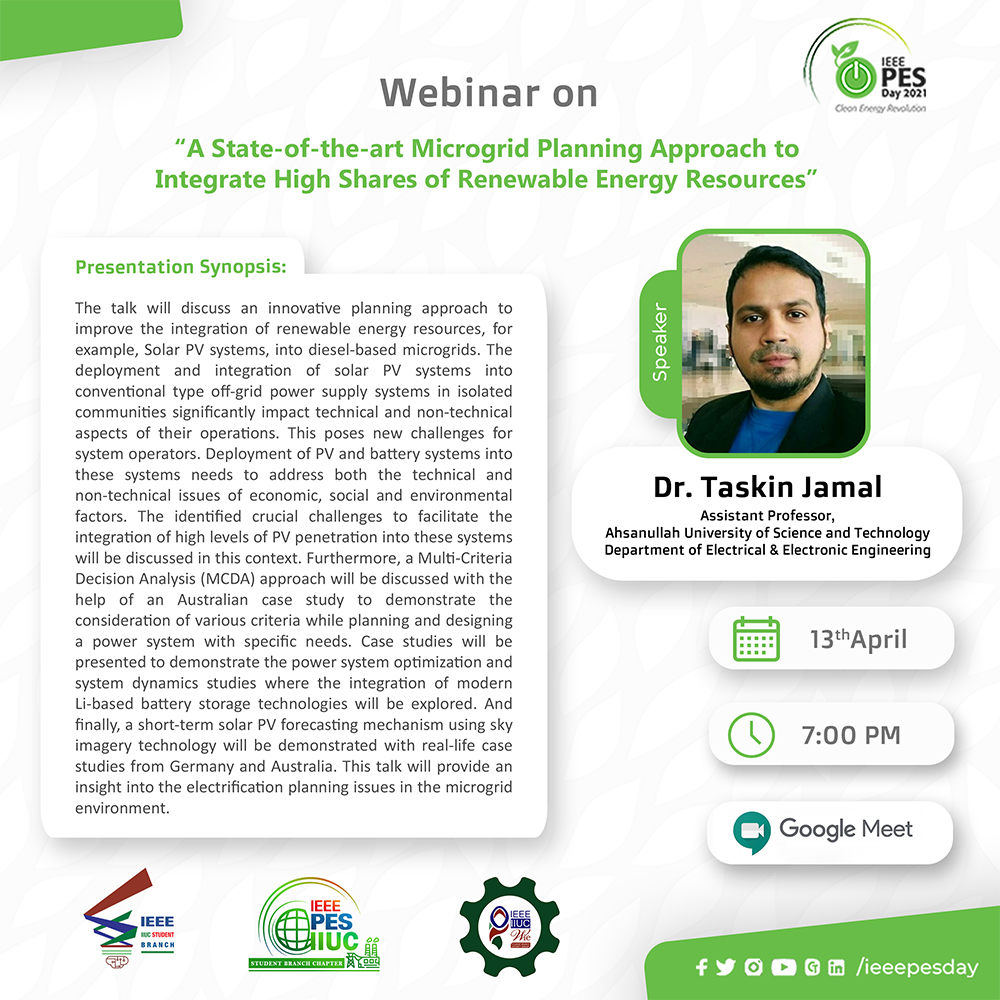 IEEE
PES
Day 2021
Clean Energy Revolution
Webinar on
“A State-of-the-art Microgrid Planning Approach to
Integrate High Shares of Renewable Energy Resources”
Presentation Synopsis:
The talk will discuss an innovative planning approach to
improve the integration of renewable energy resources, for
example, Solar PV systems, into diesel-based microgrids. The
deployment and integration of solar PV systems into
conventional type off-grid power supply systems in isolated
communities significantly impact technical and non-technical
aspects of their operations. This poses new challenges for
system operators. Deployment of PV and battery systems into
these systems needs to address both the technical and
non-technical issues of economic, social and environmental
factors. The identified crucial challenges to facilitate the
integration of high levels of PV penetration into these systems
will be discussed in this context. Furthermore, a Multi-Criteria
Decision Analysis (MCDA) approach will be discussed with the
help of an Australian case study to demonstrate the
consideration of various criteria while planning and designing
a power system with specific needs. Case studies will be
presented to demonstrate the power system optimization and
system dynamics studies where the integration of modern
Li-based battery storage technologies will be explored. And
finally, a short-term solar PV forecasting mechanism using sky
imagery technology will be demonstrated with real-life case
studies from Germany and Australia. This talk will provide an
insight into the electrification planning issues in the microgrid
environment.
Speaker
Dr. Taskin Jamal
Assistant Professor,
Ahsanullah University of Science and Technology
Department of Electrical & Electronic Engineering
13thApril
7:00 PM
Google Meet
IEEE
IIUC STUDENT
BRANCH
IEEE
PES
IIUC
STUDENT BRANCH CHAPTER
IEEE
IIUC
WIE
/ieeepesday